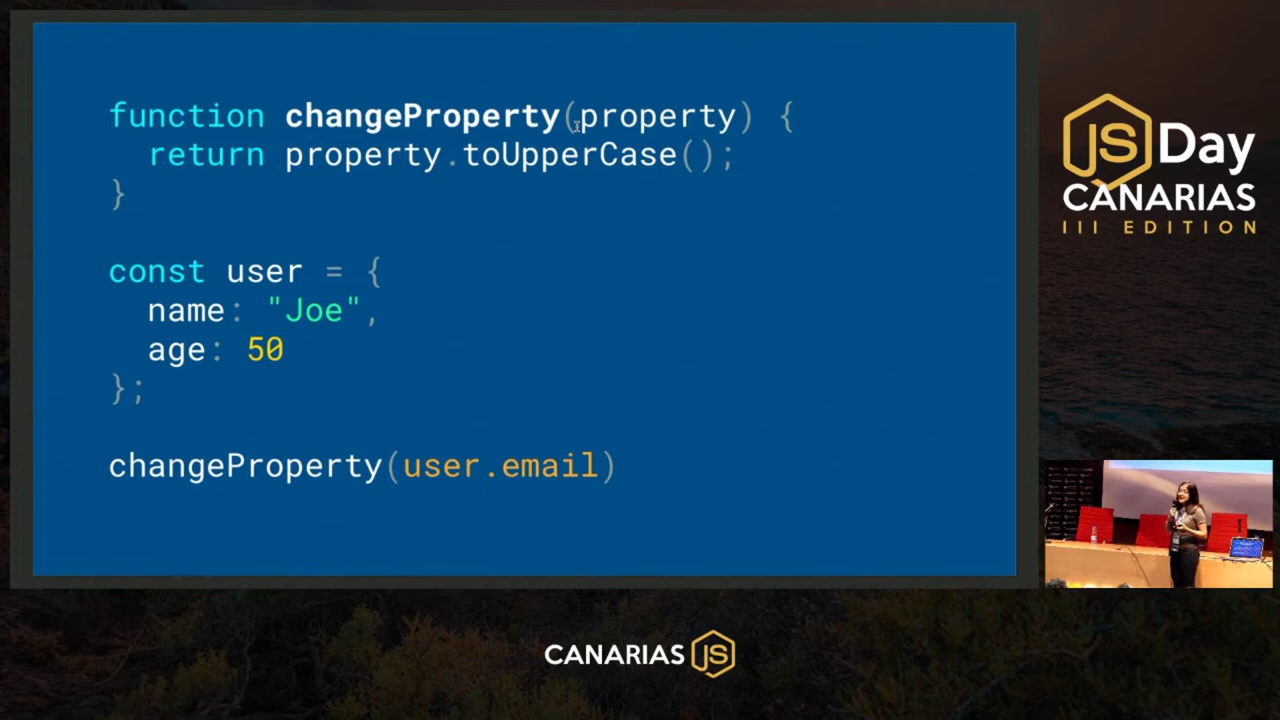 function changeProperty(property) {
  return property.toUpperCase();
}
const user = {
  name: "Joe",
  age: 50
};
changeProperty(user.email)
JS Day
CANARIAS
III EDITION
CANARIAS JS